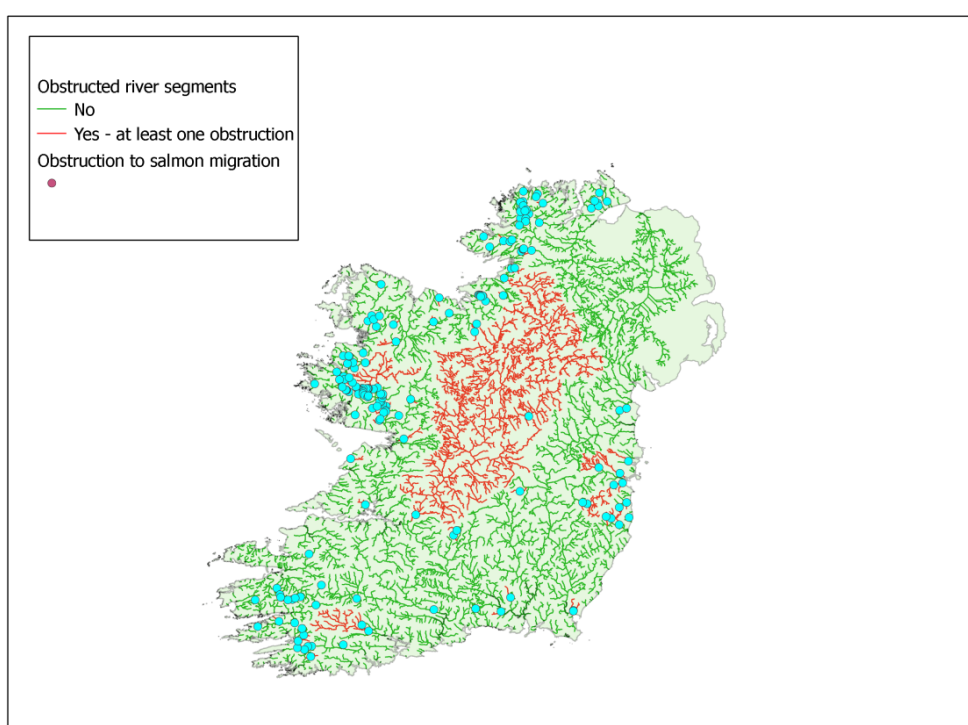 Obstructed river segments
No
Yes - at least one obstruction
Obstruction to salmon migration